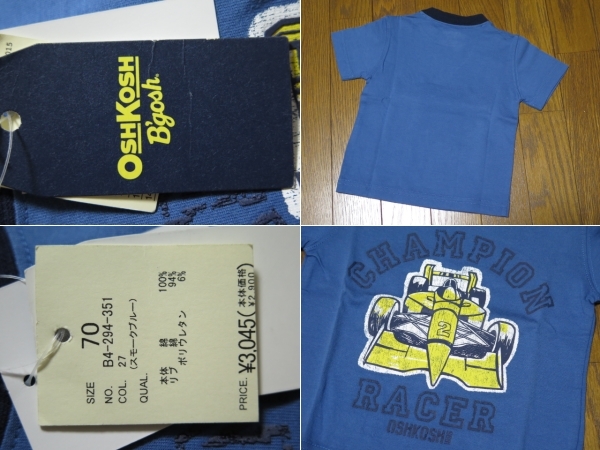 OSHKOSH
B'gosh.
SIZE 70
NO. B4-294-351
COL. 27
(スモークブルー)
QUAL.
本体 綿 100%
リブ 綿 94%
ポリウレタン 6%
PRICE. ¥3,045(本体価格 ¥2,900)
CHAMPION
2
RACER
OSHKOSH